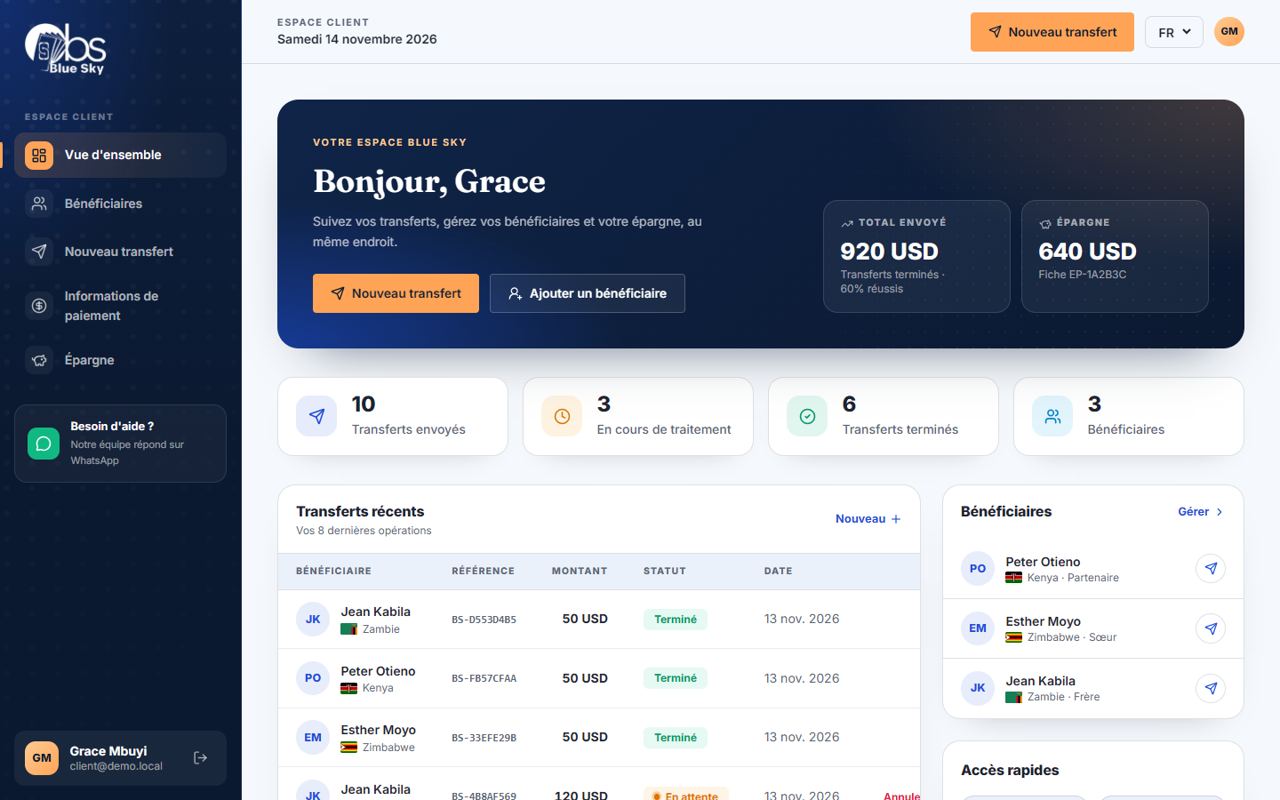 bs
Blue Sky
ESPACE CLIENT
Vue d'ensemble
Bénéficiaires
Nouveau transfert
Informations de
paiement
Épargne
Besoin d'aide ?
Notre équipe répond sur
WhatsApp
GM
Grace Mbuyi
client@demo.local
ESPACE CLIENT
Samedi 14 novembre 2026
Nouveau transfert
FR
GM
VOTRE ESPACE BLUE SKY
Bonjour, Grace
Suivez vos transferts, gérez vos bénéficiaires et votre épargne, au
même endroit.
Nouveau transfert
Ajouter un bénéficiaire
TOTAL ENVOYÉ
920 USD
Transferts terminés ·
60% réussis
ÉPARGNE
640 USD
Fiche EP-1A2B3C
10
Transferts envoyés
3
En cours de traitement
6
Transferts terminés
3
Bénéficiaires
Transferts récents
Vos 8 dernières opérations
Nouveau +
BÉNÉFICIAIRE RÉFÉRENCE MONTANT STATUT DATE
JK Jean Kabila
Zambie
BS-D553D4B5 50 USD Terminé 13 nov. 2026
PO Peter Otieno
Kenya
BS-FB57CFAA 50 USD Terminé 13 nov. 2026
EM Esther Moyo
Zimbabwe
BS-33EFE29B 50 USD Terminé 13 nov. 2026
JK Jean Kabila
BS-4B8AF569 120 USD En attente 13 nov. 2026 Annule
Bénéficiaires
Gérer
PO Peter Otieno
Kenya · Partenaire
EM Esther Moyo
Zimbabwe · Sœur
JK Jean Kabila
Zambie · Frère
Accès rapides